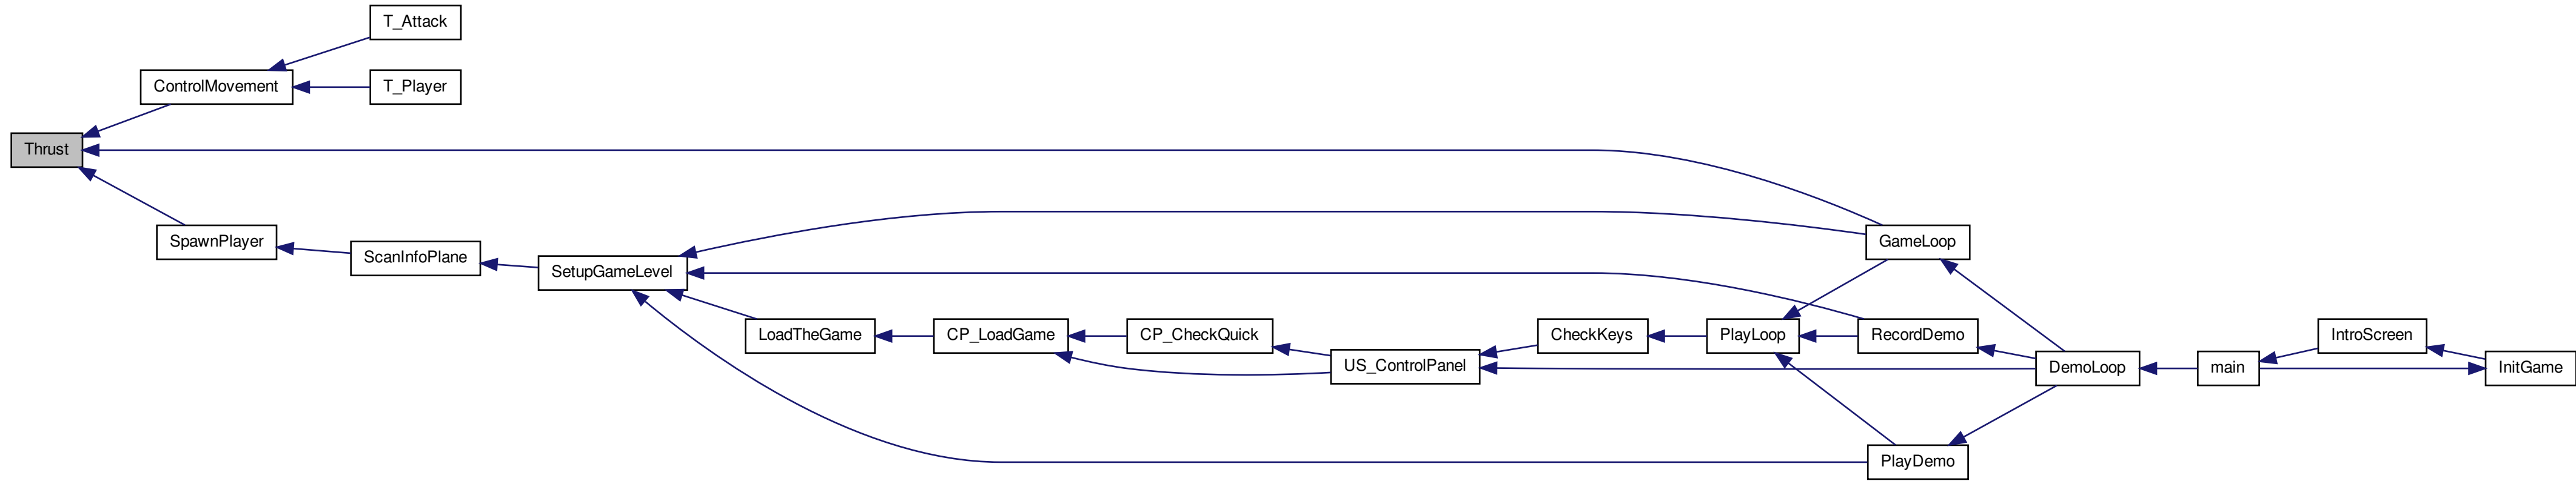 T_Attack
ControlMovement
T_Player
Thrust
SpawnPlayer
ScanInfoPlane
SetupGameLevel
GameLoop
LoadTheGame
CP_LoadGame
CP_CheckQuick
US_ControlPanel
CheckKeys
PlayLoop
RecordDemo
DemoLoop
main
IntroScreen
InitGame
PlayDemo